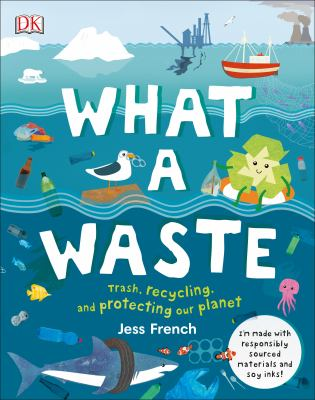 DK
WHAT
A
WASTE
Trash, recycling,
and protecting our planet
Jess French
I'm made with
responsibly
sourced
materials and
soy inks!